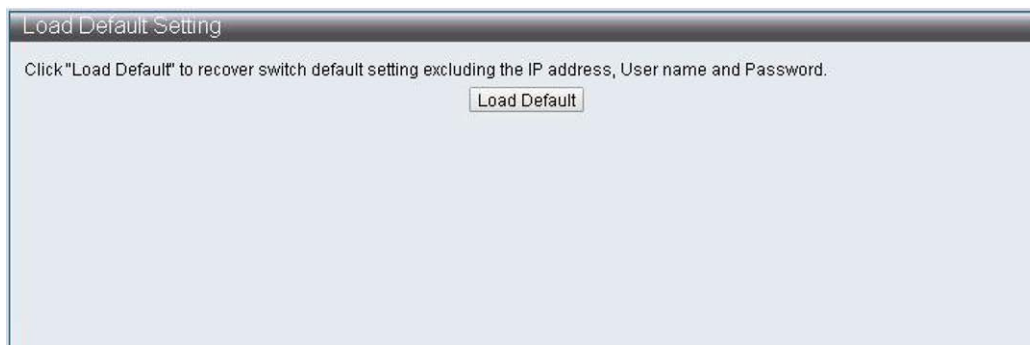 Load Default Setting
Click "Load Default" to recover switch default setting excluding the IP address, User name and Password.
Load Default